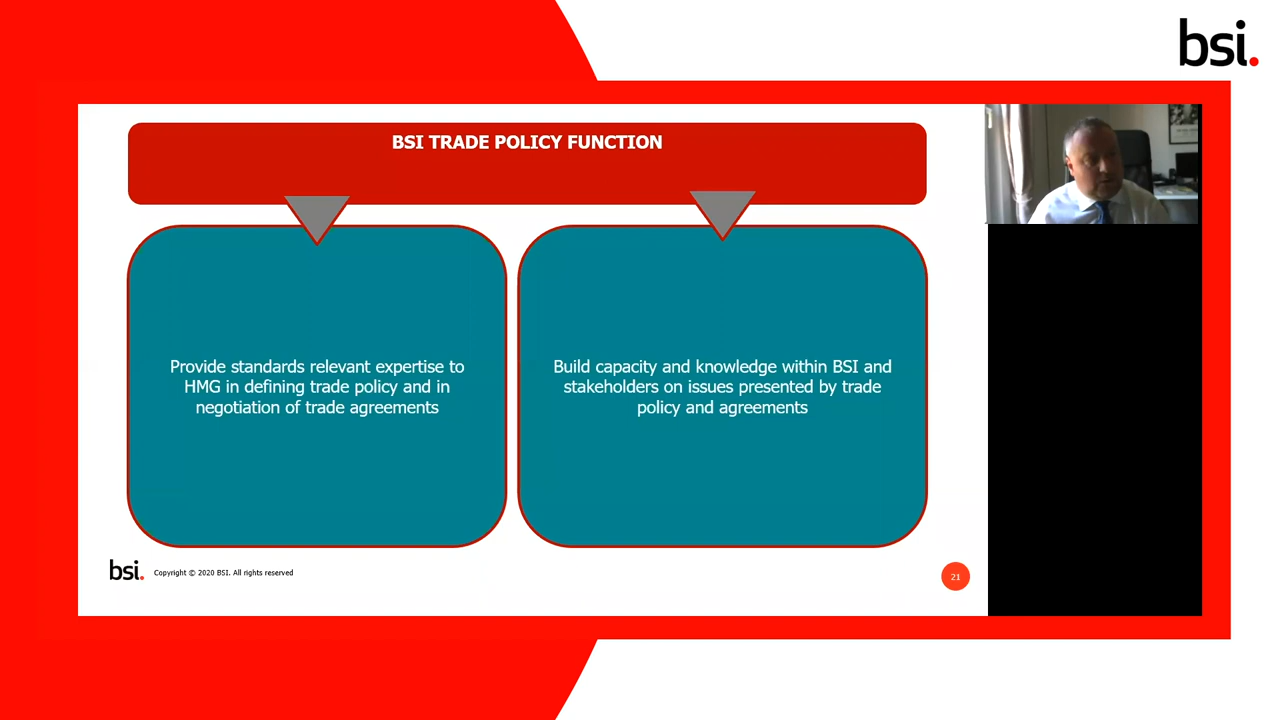 bsi.
BSI TRADE POLICY FUNCTION
Provide standards relevant expertise to
HMG in defining trade policy and in
negotiation of trade agreements
Build capacity and knowledge within BSI and
stakeholders on issues presented by trade
policy and agreements
bsi.
Copyright © 2020 BSI. All rights reserved
21